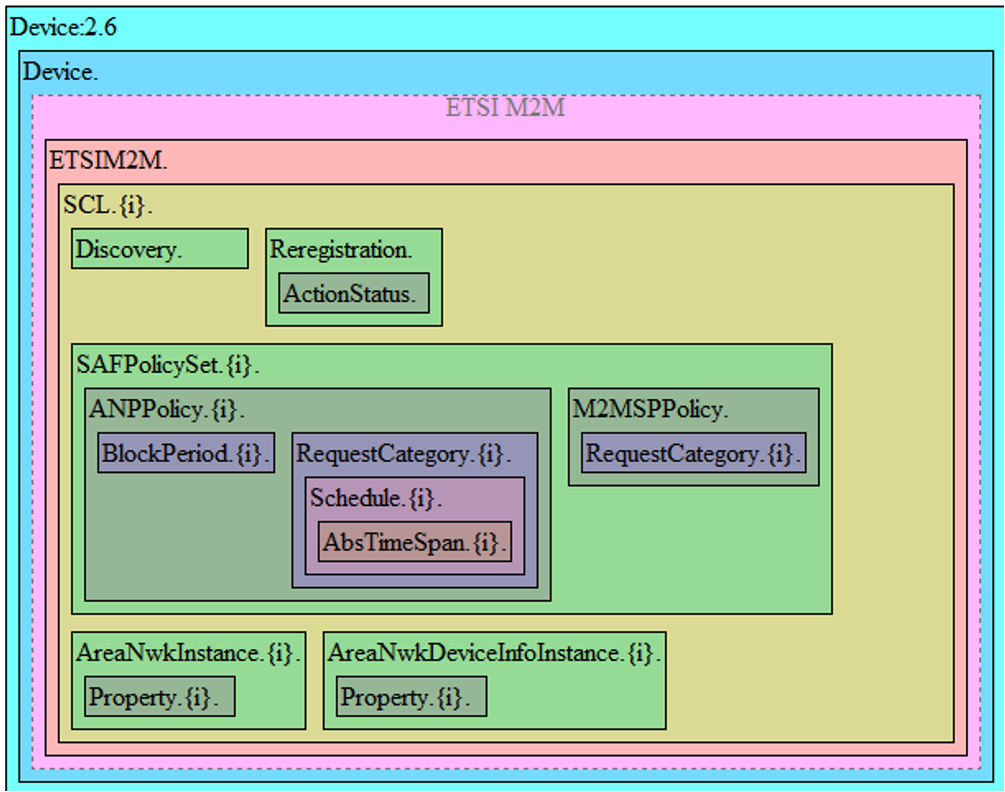 Device:2.6
Device.
ETSI M2M
ETSIM2M.
SCL.{i}.
Discovery.
Reregistration.
ActionStatus.
SAFPolicySet.{i}.
ANPPolicy.{i}.
M2MSPPolicy.
BlockPeriod.{i}.
RequestCategory.{i}.
RequestCategory.{i}.
Schedule.{i}.
AbsTimeSpan.{i}.
AreaNwkInstance.{i}.
AreaNwkDeviceInfoInstance.{i}.
Property.{i}.
Property.{i}.